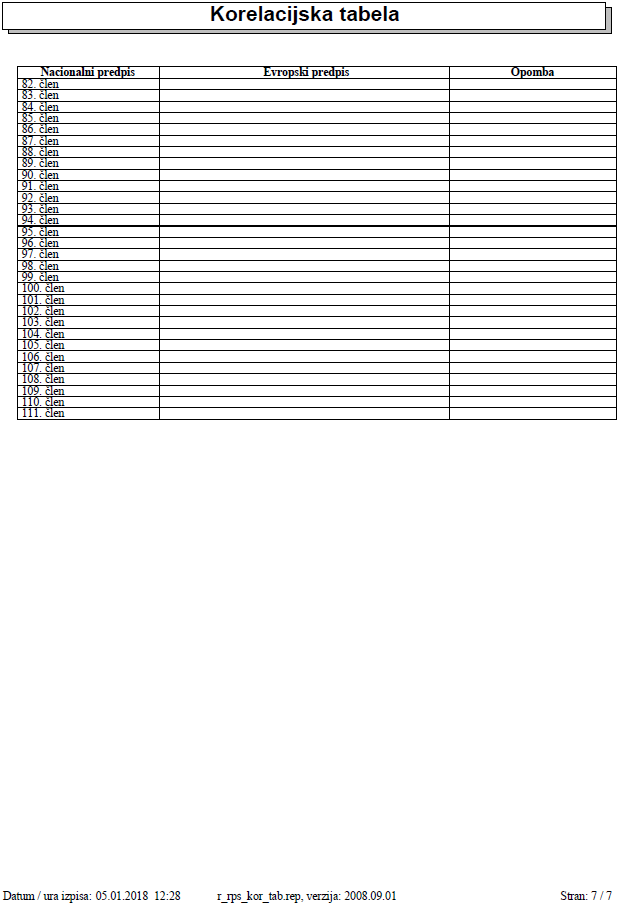 Korelacijska tabela
Nacionalni predpis Evropski predpis Opomba
82. člen
83. člen
84. člen
85. člen
86. člen
87. člen
88. člen
89. člen
90. člen
91. člen
92. člen
93. člen
94. člen
95. člen
96. člen
97. člen
98. člen
99. člen
100. člen
101. člen
102. člen
103. člen
104. člen
105. člen
106. člen
107. člen
108. člen
109. člen
110. člen
111. člen
Datum / ura izpisa: 05.01.2018 12:28 r_rps_kor_tab.rep, verzija: 2008.09.01 Stran: 7 / 7